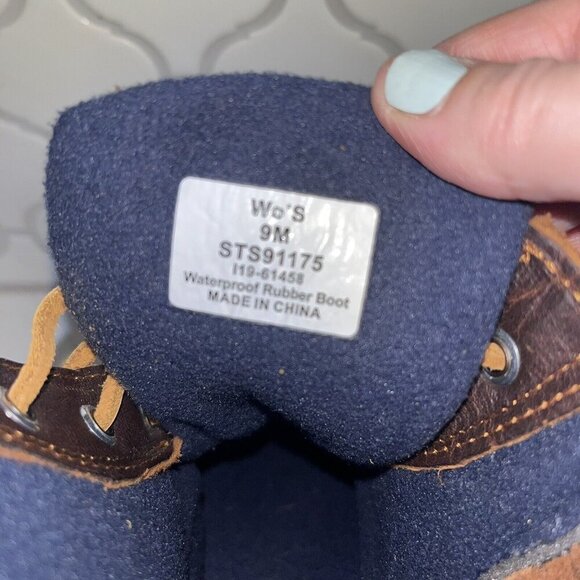 Wo'S
9M
STS91175
I19-61458
Waterproof Rubber Boot
MADE IN CHINA